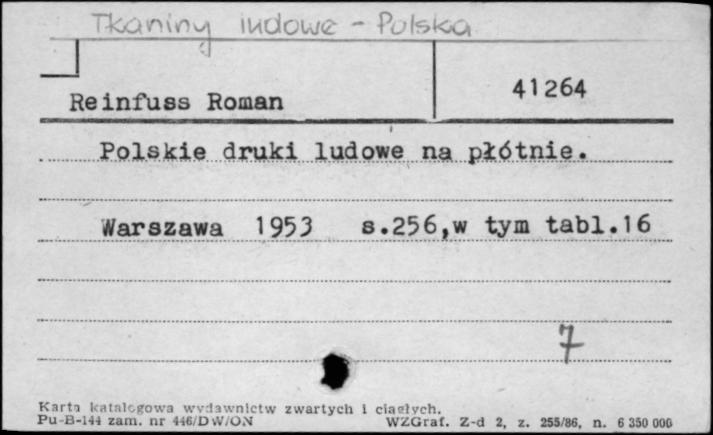 Tkaniny ludowe - Polska
Reinfuss Roman
41264
Polskie druki ludowe na płótnie.
Warszawa 1953 s.256,w tym tabl.16
7
Karta katalogowa wydawnictw zwartych i ciągłych.
Pu-B-144 zam. nr 446/DW/ON WZGraf. Z-d 2, z. 255/86, n. 6 350 000